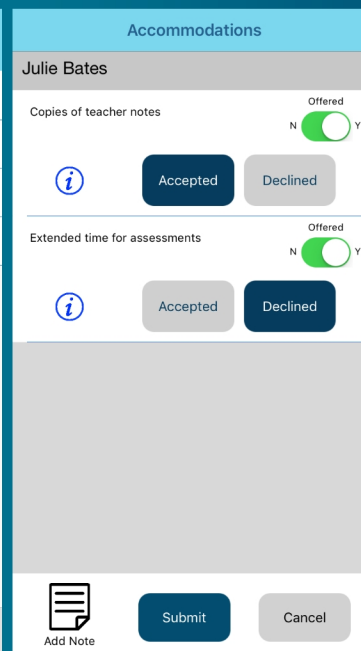 Accommodations
Julie Bates
Offered
Copies of teacher notes
N Y
i Accepted Declined
Offered
Extended time for assessments
N Y
i Accepted Declined
Submit Cancel
Add Note